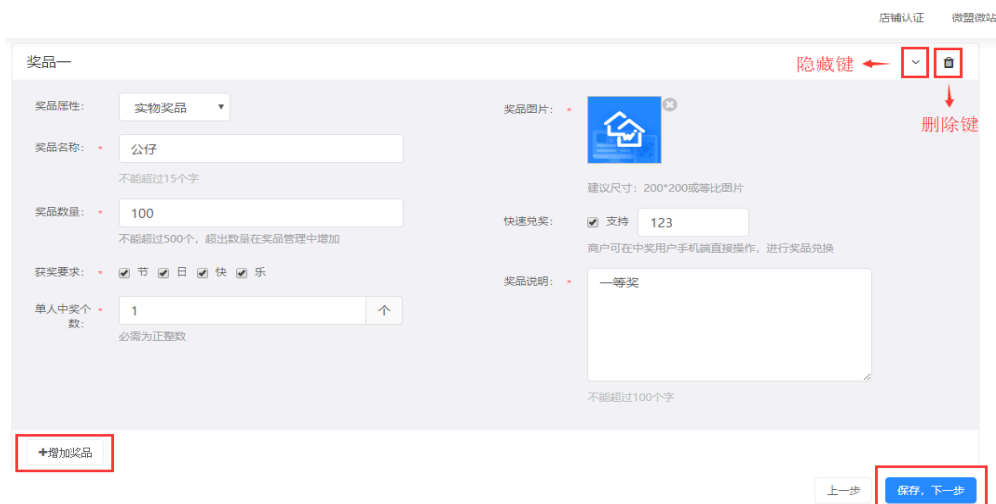 店铺认证 微盟微站
奖品一
隐藏键
删除键
奖品属性: 实物奖品
奖品名称: * 公仔
不能超过15个字
奖品数量: * 100
不能超过500个，超出数量在奖品管理中增加
获奖要求: * 节 日 快 乐
单人中奖个数: * 1 个
必需为正整数
奖品图片: *
建议尺寸：200*200或等比图片
快速兑奖: 支持 123
商户可在中奖用户手机端直接操作，进行奖品兑换
奖品说明: * 一等奖
不能超过100个字
+增加奖品
上一步 保存，下一步